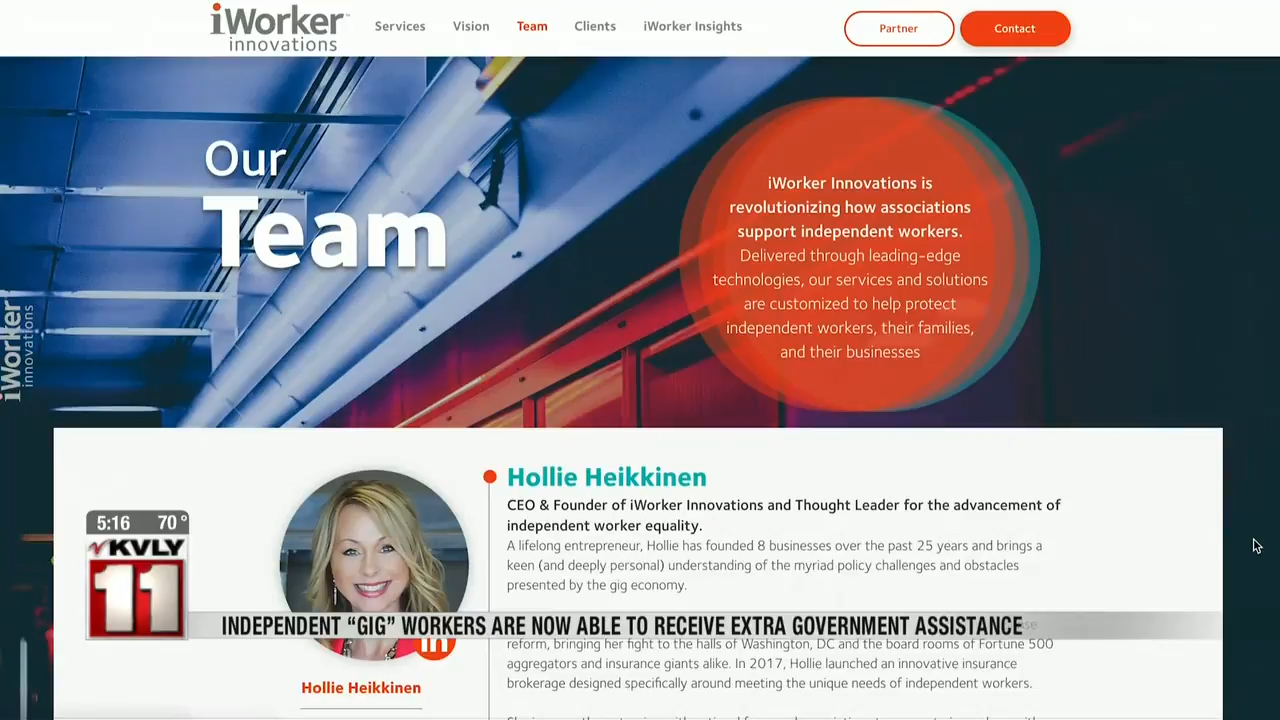 iWorker
innovations
Services
Vision
Team
Clients
iWorker Insights
Partner
Contact
Our
Team
iWorker Innovations is
revolutionizing how associations
support independent workers.
Delivered through leading-edge
technologies, our services and solutions
are customized to help protect
independent workers, their families,
and their businesses
iWorker
innovations
Hollie Heikkinen
CEO & Founder of iWorker Innovations and Thought Leader for the advancement of
independent worker equality.
A lifelong entrepreneur, Hollie has founded 8 businesses over the past 25 years and brings a
keen (and deeply personal) understanding of the myriad policy challenges and obstacles
presented by the gig economy.
5:16 70°
KVLY
11
INDEPENDENT “GIG” WORKERS ARE NOW ABLE TO RECEIVE EXTRA GOVERNMENT ASSISTANCE
reform, bringing her fight to the halls of Washington, DC and the board rooms of Fortune 500
aggregators and insurance giants alike. In 2017, Hollie launched an innovative insurance
brokerage designed specifically around meeting the unique needs of independent workers.
in
Hollie Heikkinen